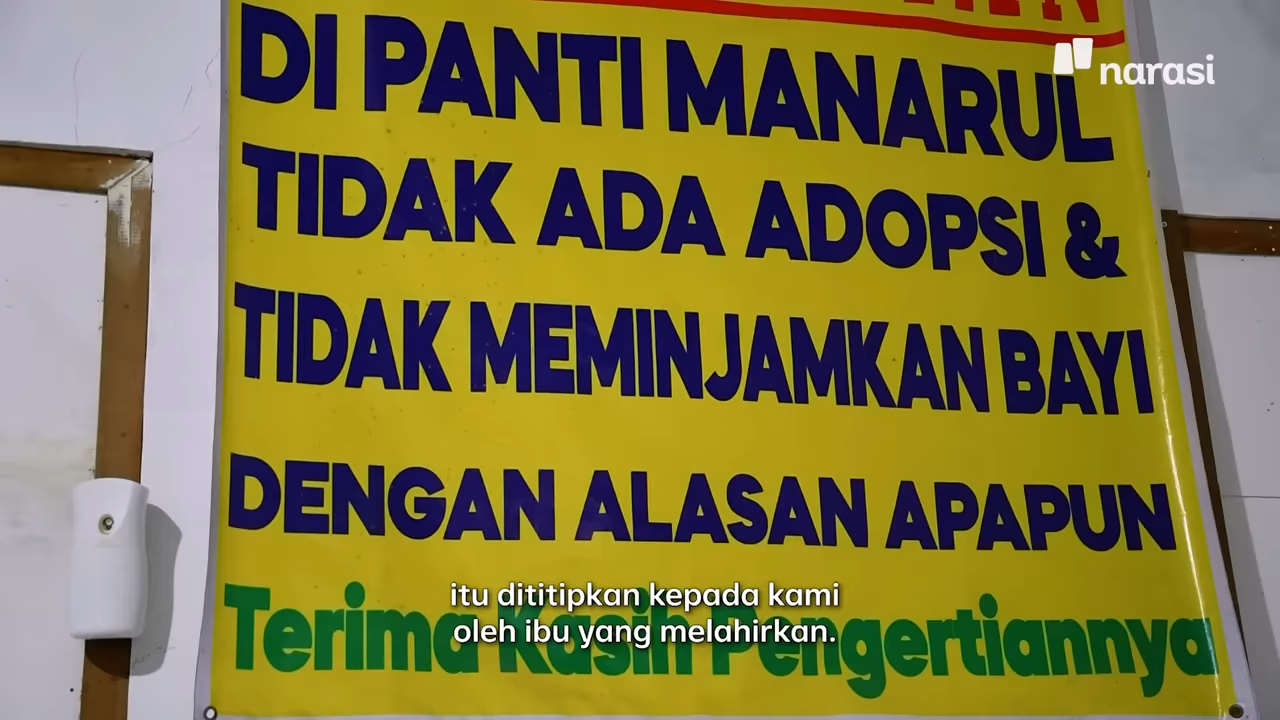 narasi
DI PANTI MANARUL
TIDAK ADA ADOPSI &
TIDAK MEMINJAMKAN BAYI
DENGAN ALASAN APAPUN
Terima Kasih Pengertiannya
itu dititipkan kepada kami
oleh ibu yang melahirkan.